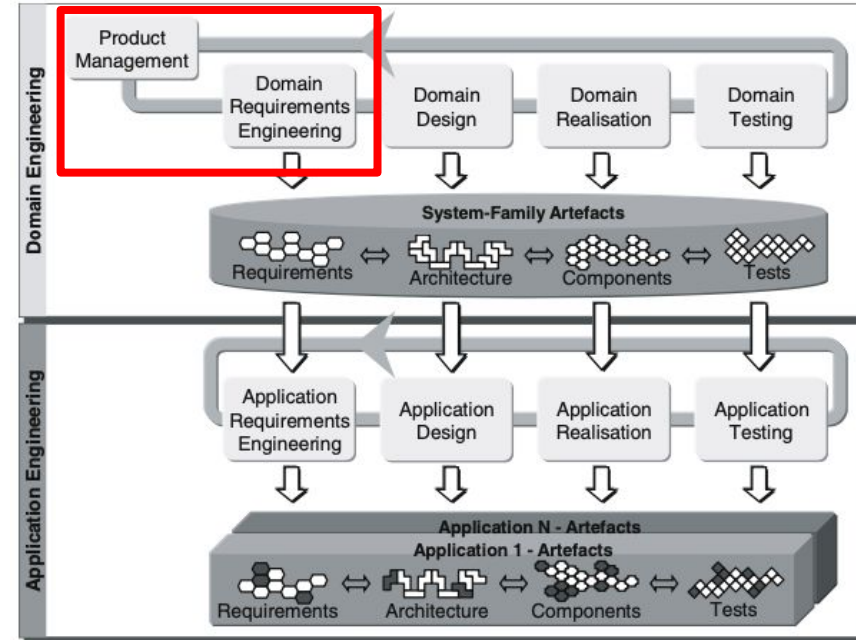 Domain Engineering
Product
Management
Domain
Requirements
Engineering
Domain
Design
Domain
Realisation
Domain
Testing
System-Family Artefacts
Requirements
Architecture
Components
Tests
Application Engineering
Application
Requirements
Engineering
Application
Design
Application
Realisation
Application
Testing
Application N - Artefacts
Application 1 - Artefacts
Requirements
Architecture
Components
Tests